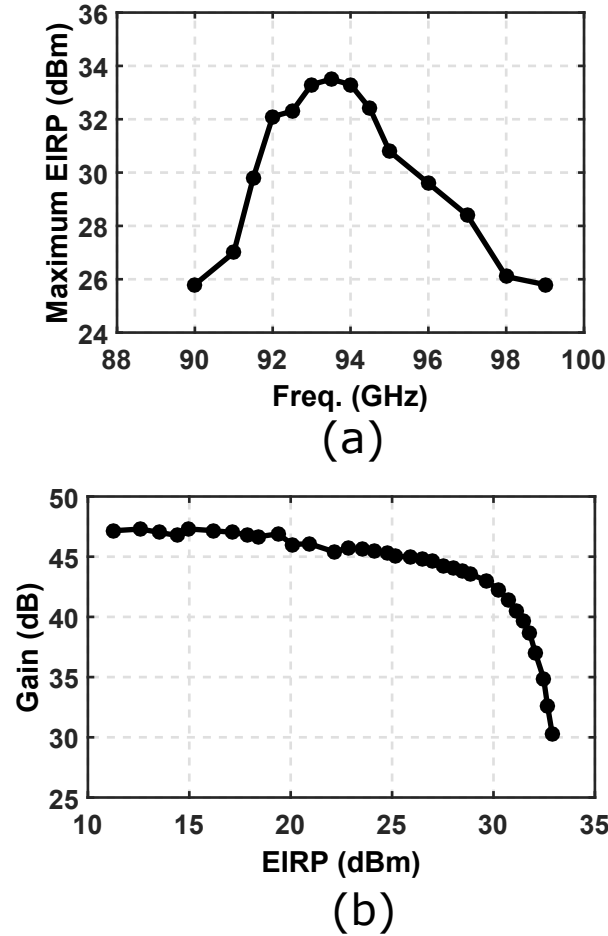 Maximum EIRP (dBm)
36
34
32
30
28
26
24
88 90 92 94 96 98 100
Freq. (GHz)
(a)
Gain (dB)
50
45
40
35
30
25
10 15 20 25 30 35
EIRP (dBm)
(b)